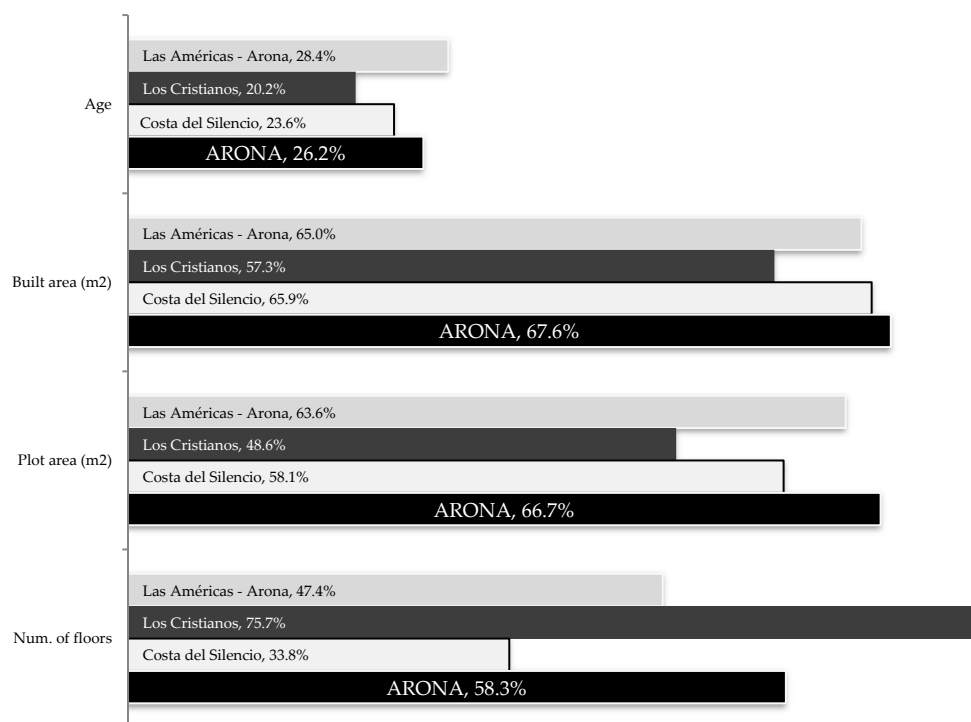 Age
Las Américas - Arona, 28.4%
Los Cristianos, 20.2%
Costa del Silencio, 23.6%
ARONA, 26.2%
Built area (m2)
Las Américas - Arona, 65.0%
Los Cristianos, 57.3%
Costa del Silencio, 65.9%
ARONA, 67.6%
Plot area (m2)
Las Américas - Arona, 63.6%
Los Cristianos, 48.6%
Costa del Silencio, 58.1%
ARONA, 66.7%
Num. of floors
Las Américas - Arona, 47.4%
Los Cristianos, 75.7%
Costa del Silencio, 33.8%
ARONA, 58.3%